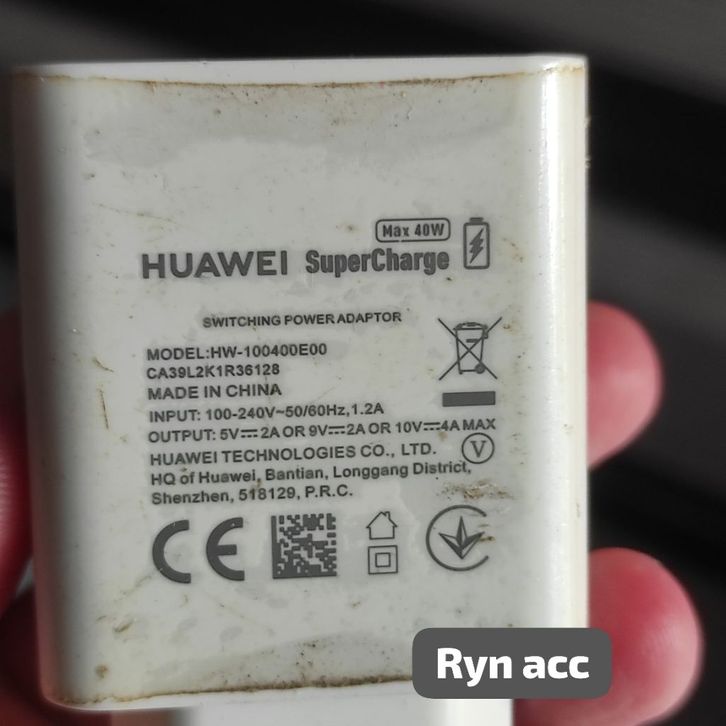 Max 40W
HUAWEI SuperCharge
SWITCHING POWER ADAPTOR
MODEL:HW-100400E00
CA39L2K1R36128
MADE IN CHINA
INPUT: 100-240V~50/60Hz,1.2A
OUTPUT: 5V⎓2A OR 9V⎓2A OR 10V⎓4A MAX
HUAWEI TECHNOLOGIES CO., LTD.
V
HQ of Huawei, Bantian, Longgang District,
Shenzhen, 518129, P.R.C.
CE
Ryn acc